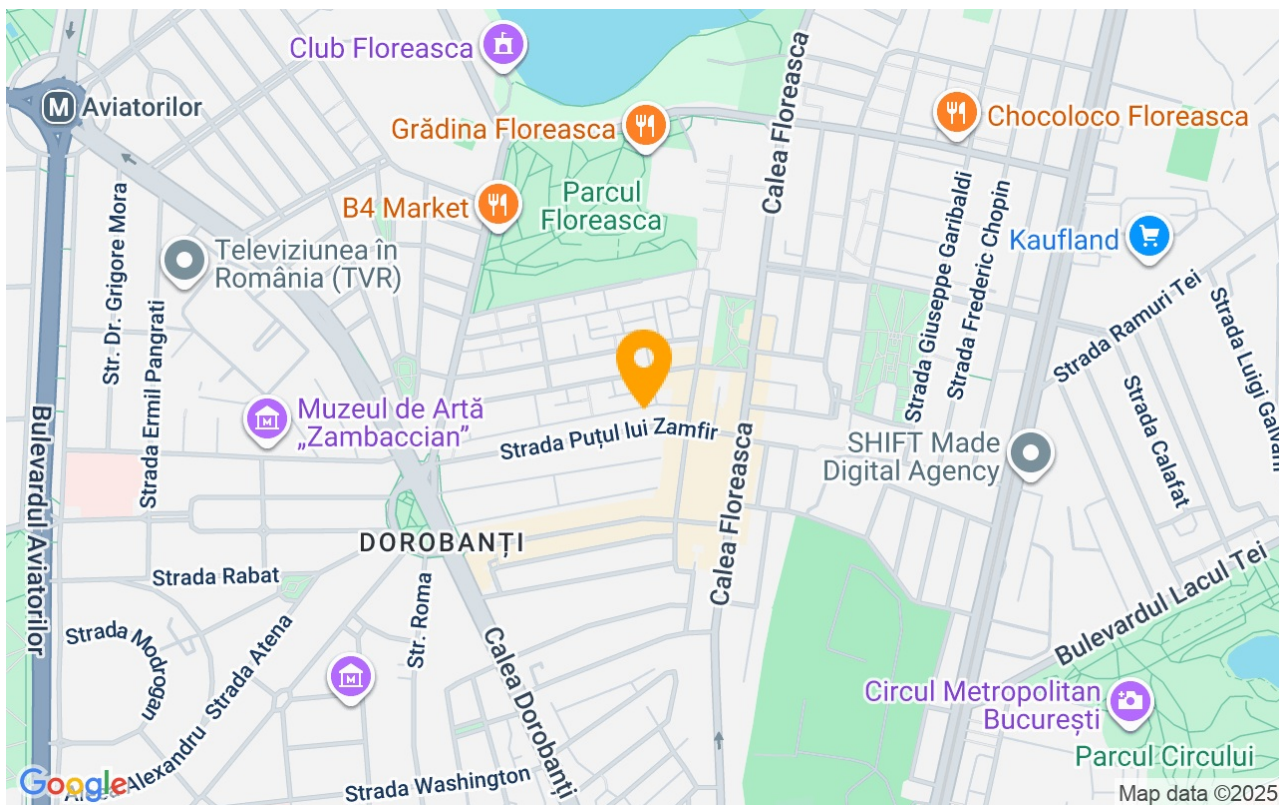 Club Floreasca
Calea Floreasca
M Aviatorilor
Grădina Floreasca
Chocoloco Floreasca
B4 Market
Parcul
Floreasca
Str. Dr. Grigore Mora
Televiziunea în
România (TVR)
Strada Giuseppe Garibaldi
Strada Frederic Chopin
Kaufland
Strada Ramuri Tei
Strada Luigi Galvani
Strada Ermil Pangrati
Muzeul de Artă
„Zambaccian”
Strada Puțul lui Zamfir
SHIFT Made
Digital Agency
Strada Calafat
Bulevardul Aviatorilor
DOROBANȚI
Calea Floreasca
Strada Rabat
Str. Roma
Bulevardul Lacul Tei
Strada Modrogan
Strada Atena
Calea Dorobanți
Circul Metropolitan
București
Parcul Circului
Alexandru
Strada Washington
Google
Map data ©2025